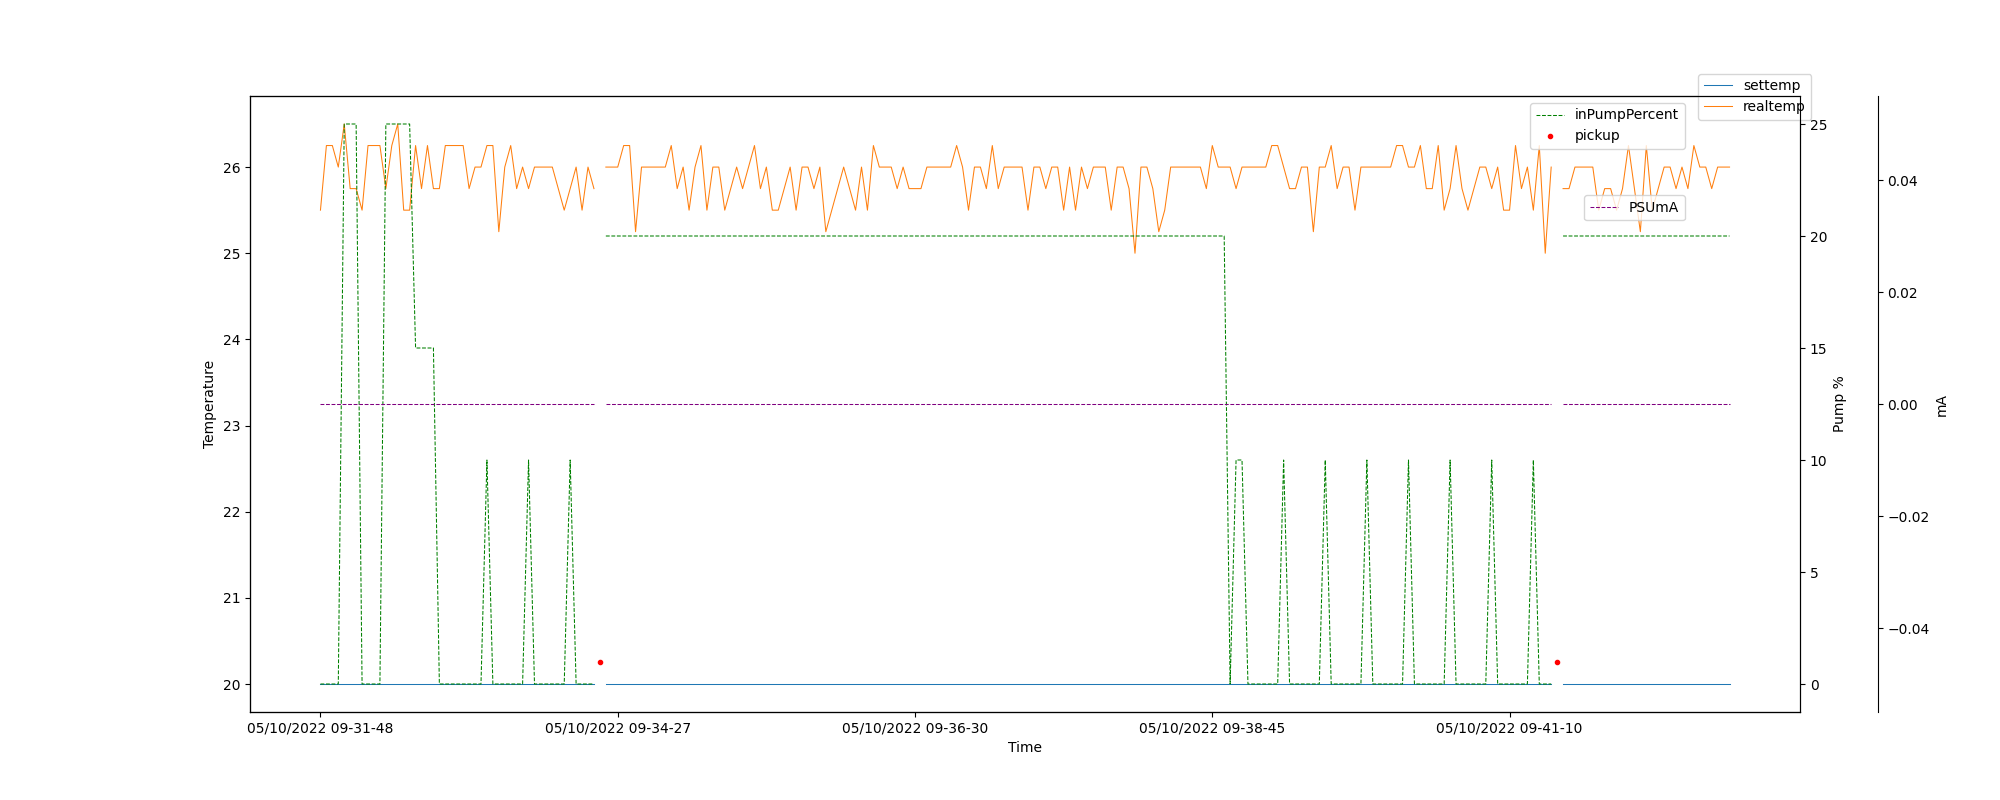 settemp
realtemp
inPumpPercent
pickup
PSUmA
26
25
24
23
22
21
20
Temperature
25
20
15
10
5
0
Pump %
0.04
0.02
0.00
−0.02
−0.04
mA
05/10/2022 09-31-48
05/10/2022 09-34-27
05/10/2022 09-36-30
05/10/2022 09-38-45
05/10/2022 09-41-10
Time